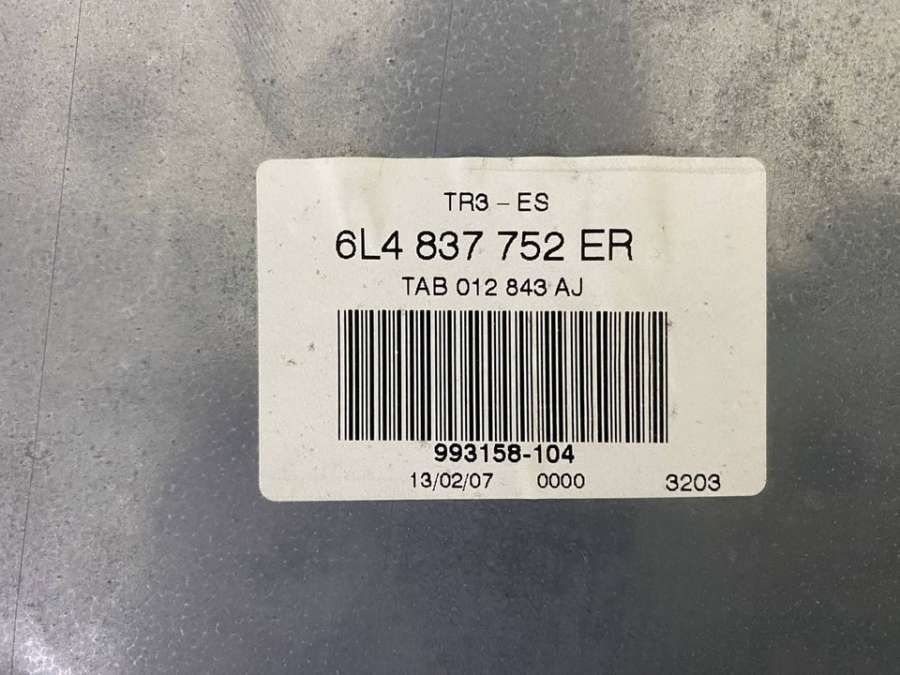 TR3 – ES
6L4 837 752 ER
TAB 012 843 AJ
993158-104
13/02/07 0000 3203